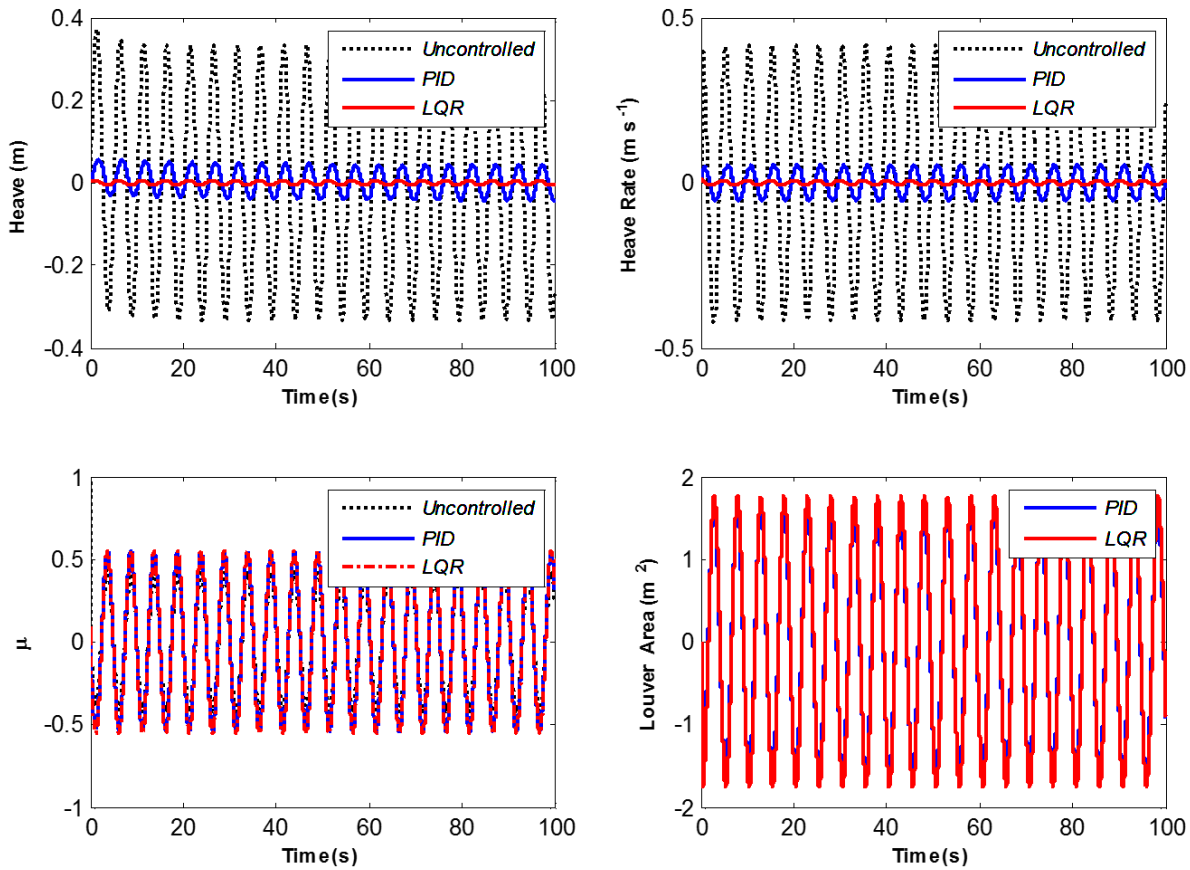 0.4
0.2
0
-0.2
-0.4
Heave (m)
Uncontrolled
PID
LQR
0 20 40 60 80 100
Time(s)
0.5
0
-0.5
Heave Rate (m s-1)
Uncontrolled
PID
LQR
0 20 40 60 80 100
Time(s)
1
0.5
0
-0.5
-1
μ
Uncontrolled
PID
LQR
0 20 40 60 80 100
Time(s)
2
1
0
-1
-2
Louver Area (m2)
PID
LQR
0 20 40 60 80 100
Time(s)